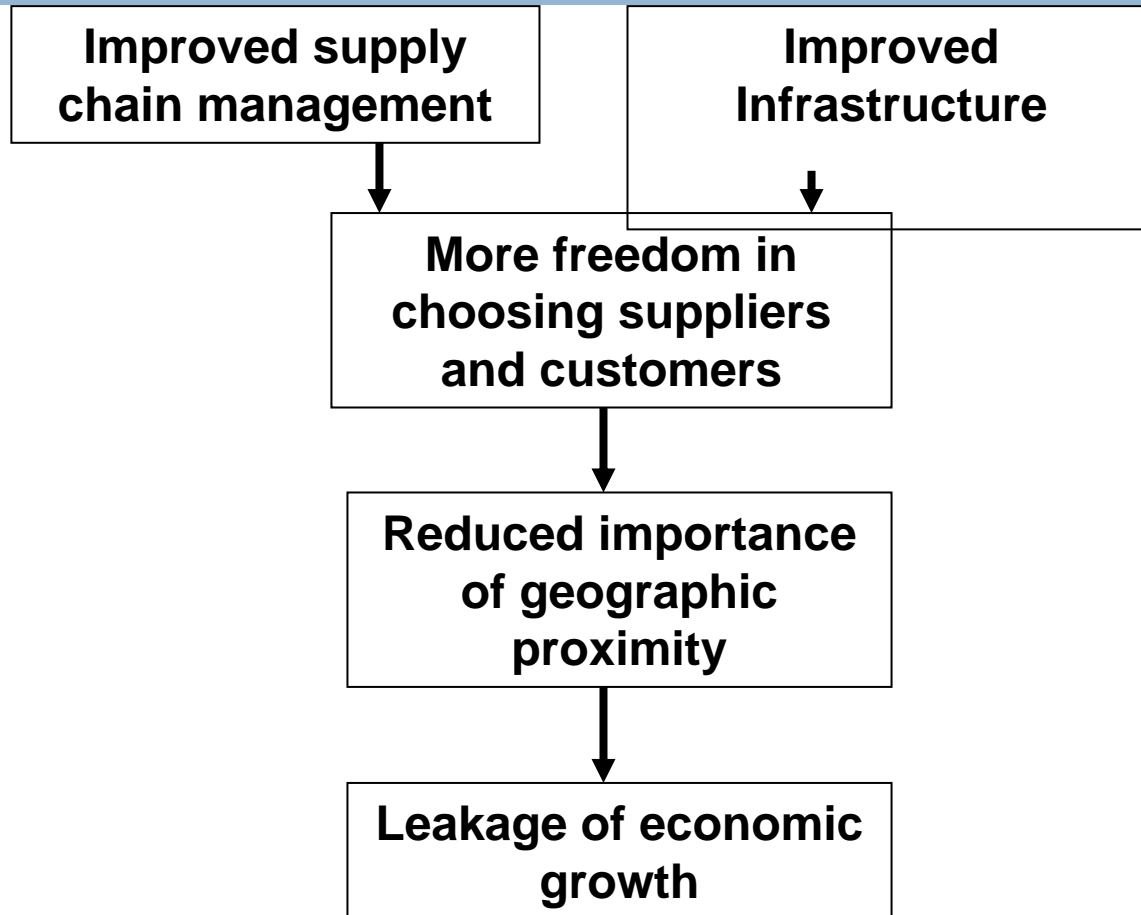 Improved supply
chain management
Improved
Infrastructure
More freedom in
choosing suppliers
and customers
Reduced importance
of geographic
proximity
Leakage of economic
growth